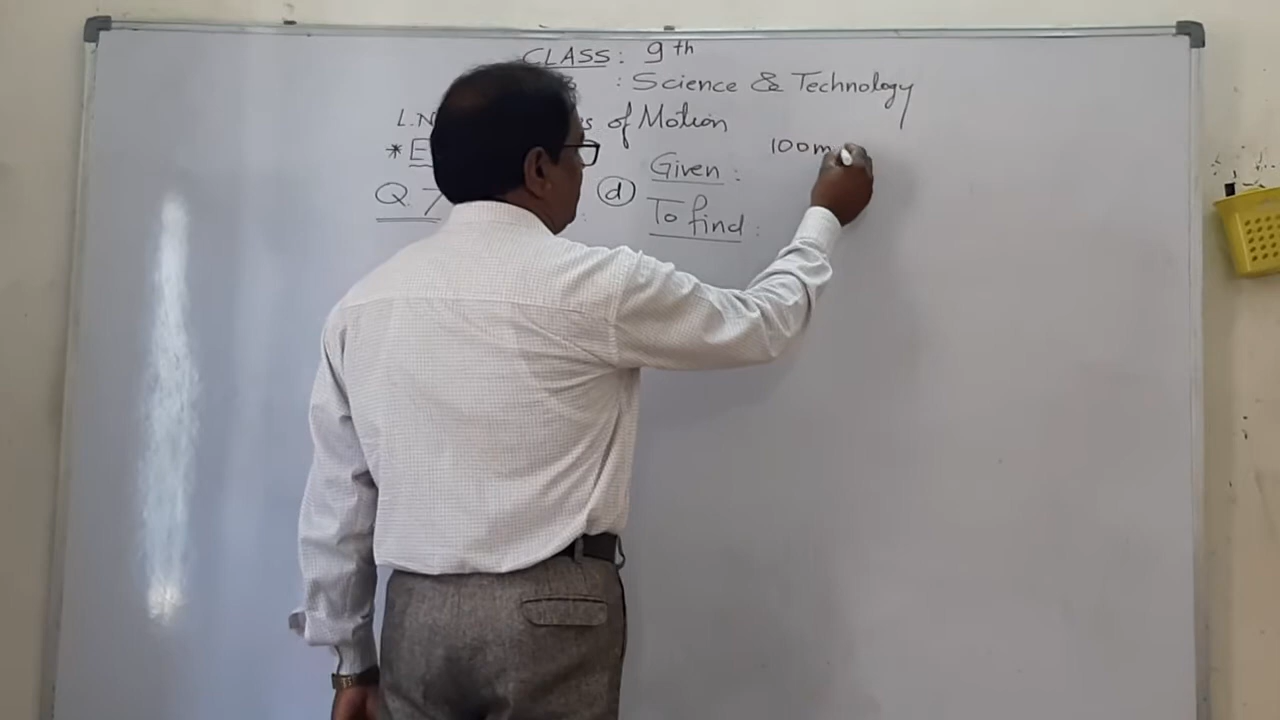 CLASS : 9th
: Science & Technology
L.N of Motion
* E
Given :
100m
Q. 7 (d)
To find :